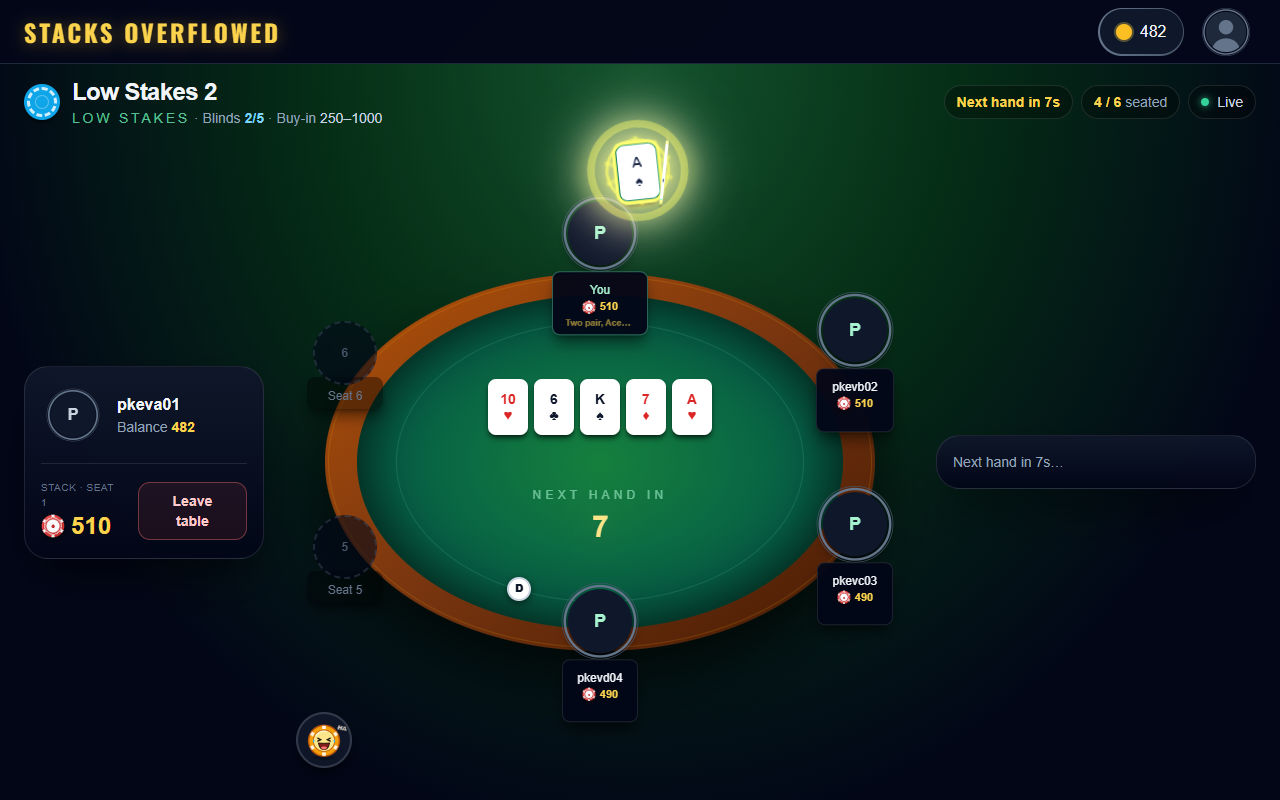 STACKS OVERFLOWED
482
Low Stakes 2
LOW STAKES · Blinds 2/5 · Buy-in 250–1000
Next hand in 7s
4 / 6 seated
Live
A
♠
P
You
510
Two pair, Ace…
6
Seat 6
P
pkevb02
510
10 6 K 7 A
♥ ♣ ♠ ♦ ♥
P
pkeva01
Balance 482
STACK · SEAT
1
510
Leave
table
Next hand in 7s…
NEXT HAND IN
7
5
Seat 5
P
pkevc03
490
D
P
pkevd04
490
HA